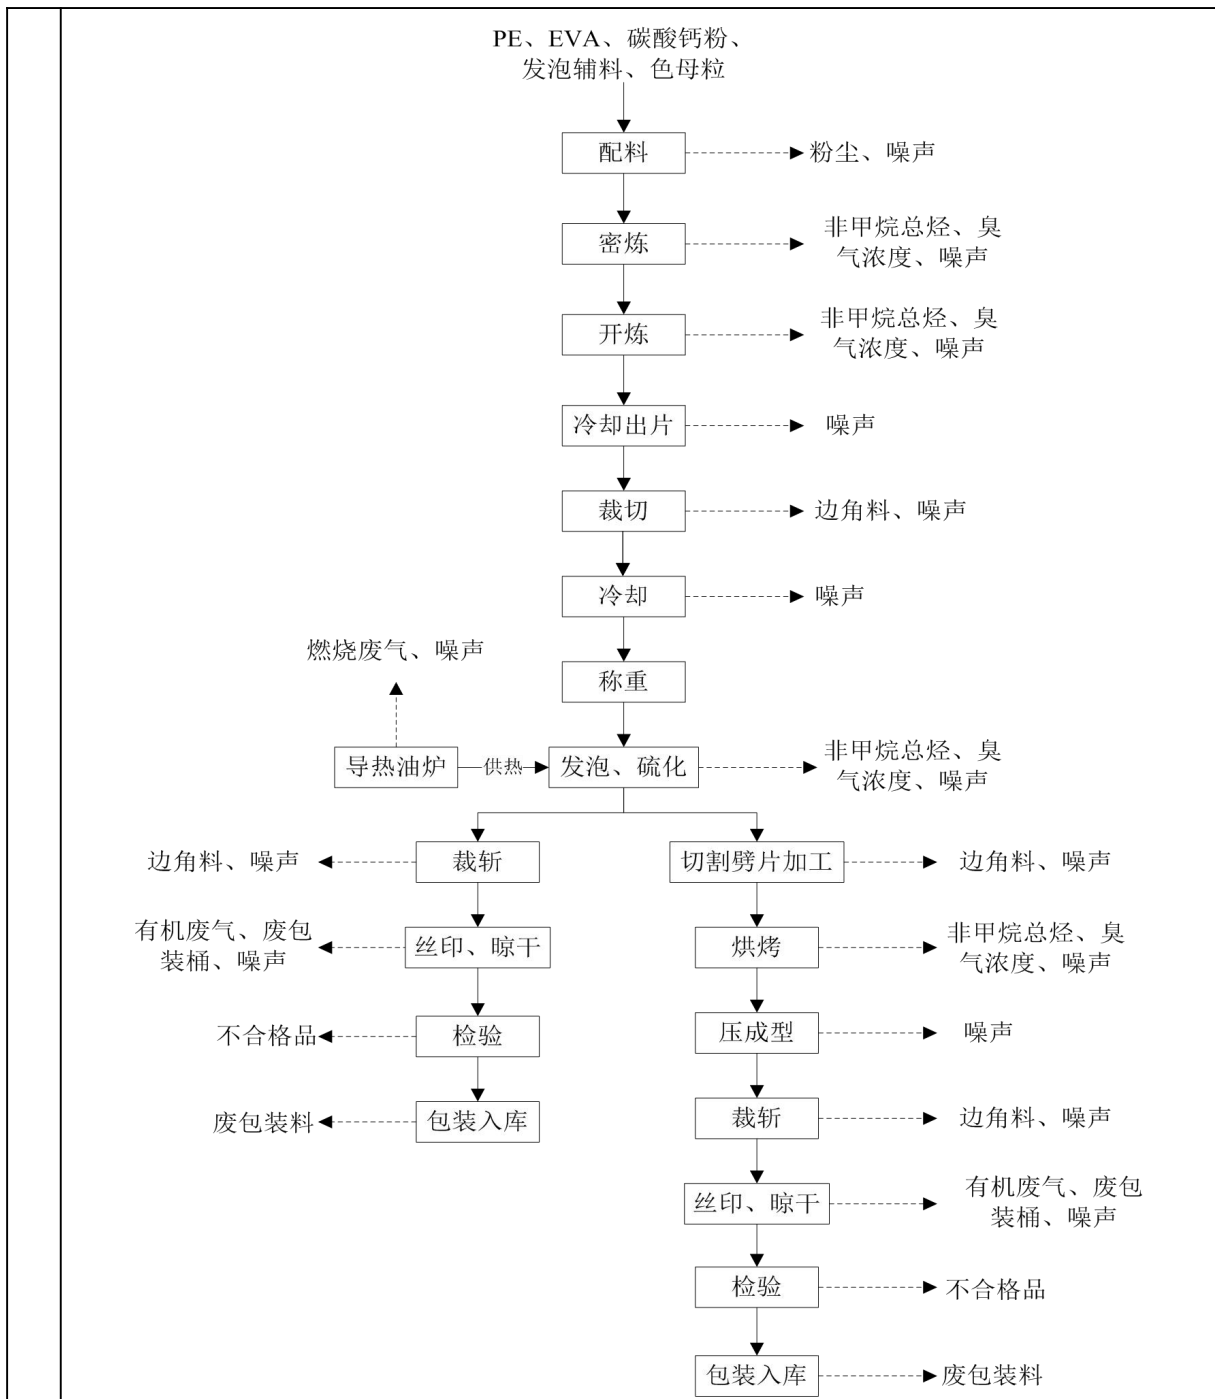 PE、EVA、碳酸钙粉、
发泡辅料、色母粒
配料
粉尘、噪声
密炼
非甲烷总烃、臭
气浓度、噪声
开炼
非甲烷总烃、臭
气浓度、噪声
冷却出片
噪声
裁切
边角料、噪声
冷却
噪声
燃烧废气、噪声
称重
导热油炉
供热
发泡、硫化
非甲烷总烃、臭
气浓度、噪声
边角料、噪声
裁斩
切割劈片加工
边角料、噪声
有机废气、废包
装桶、噪声
丝印、晾干
烘烤
非甲烷总烃、臭
气浓度、噪声
不合格品
检验
压成型
噪声
废包装料
包装入库
裁斩
边角料、噪声
丝印、晾干
有机废气、废包
装桶、噪声
检验
不合格品
包装入库
废包装料